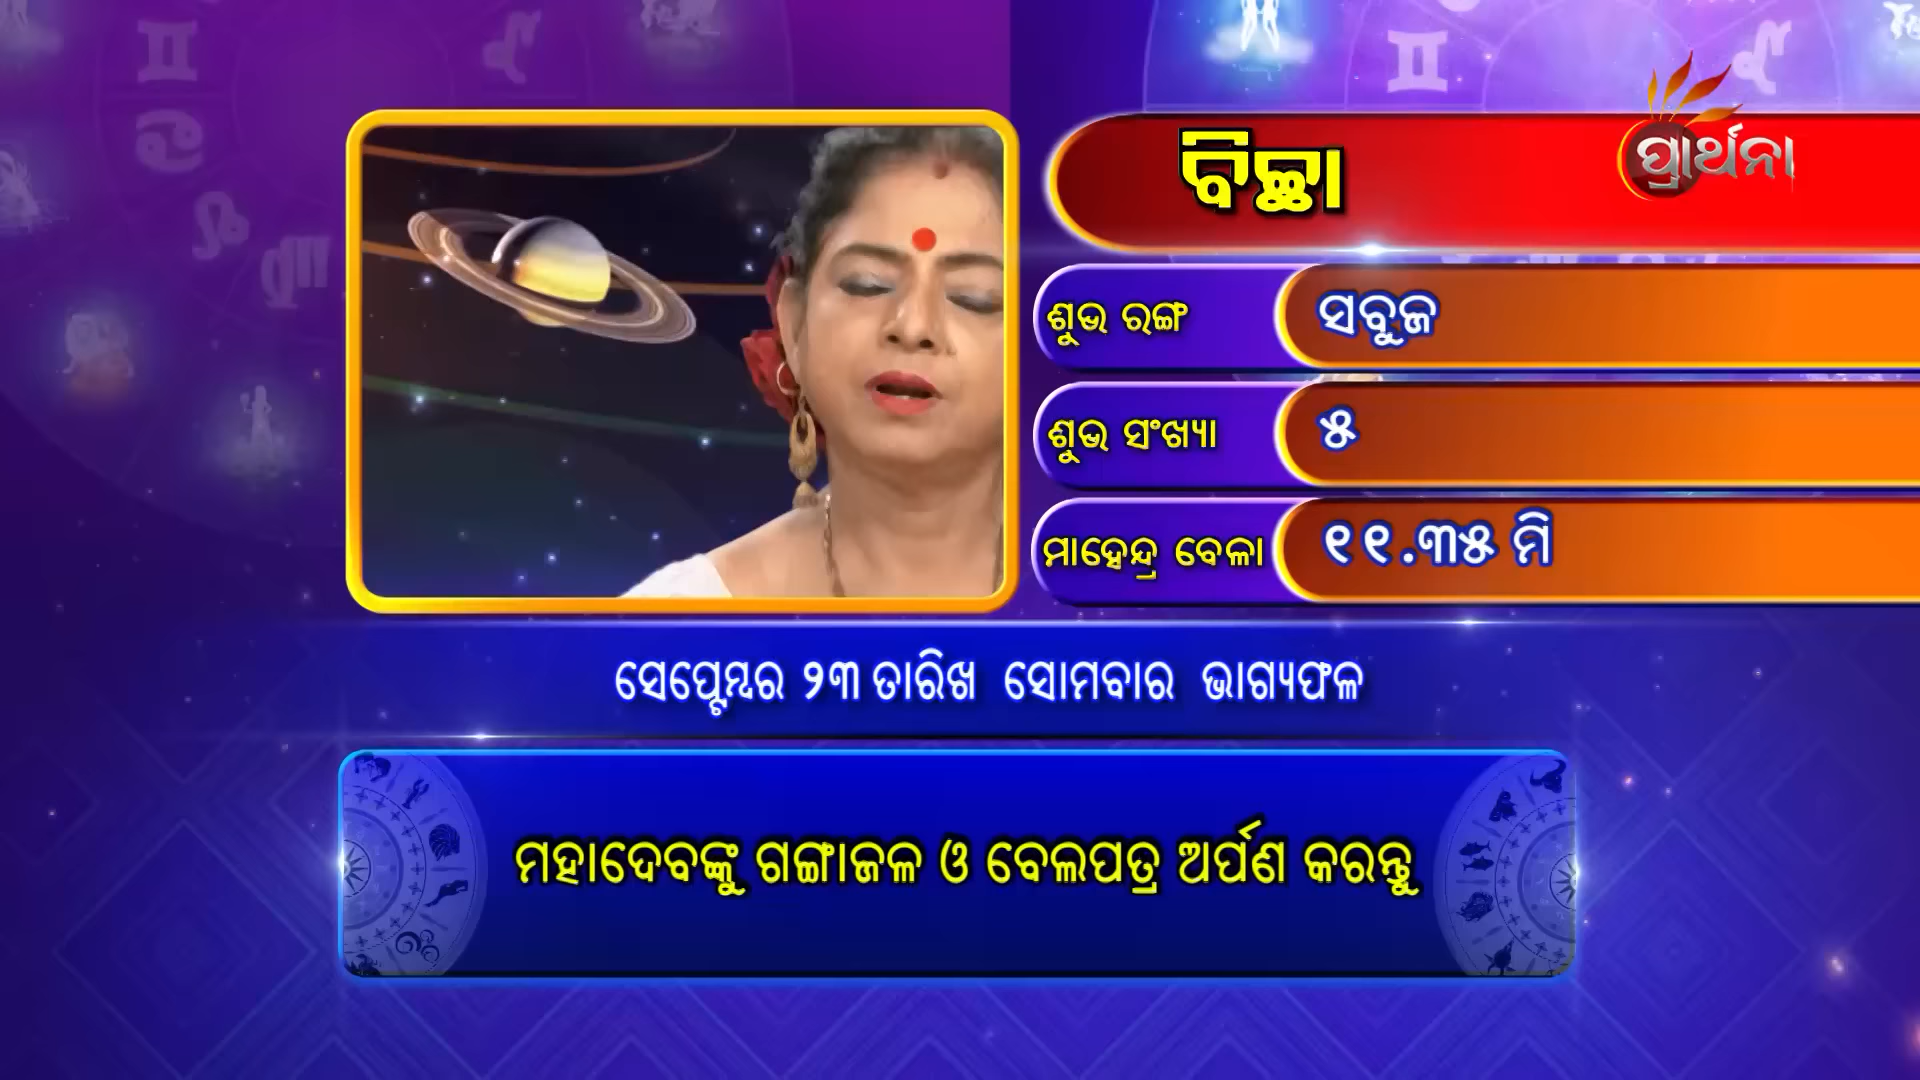 ବିଛା
ପ୍ରାର୍ଥନା
ଶୁଭ ରଙ୍ଗ
ସବୁଜ
ଶୁଭ ସଂଖ୍ୟା
୫
ମାହେନ୍ଦ୍ର ବେଳା
୧୧.୩୫ ମି
ସେପ୍ଟେମ୍ବର ୨୩ ତାରିଖ ସୋମବାର ଭାଗ୍ୟଫଳ
ମହାଦେବଙ୍କୁ ଗଙ୍ଗାଜଳ ଓ ବେଲପତ୍ର ଅର୍ପଣ କରନ୍ତୁ